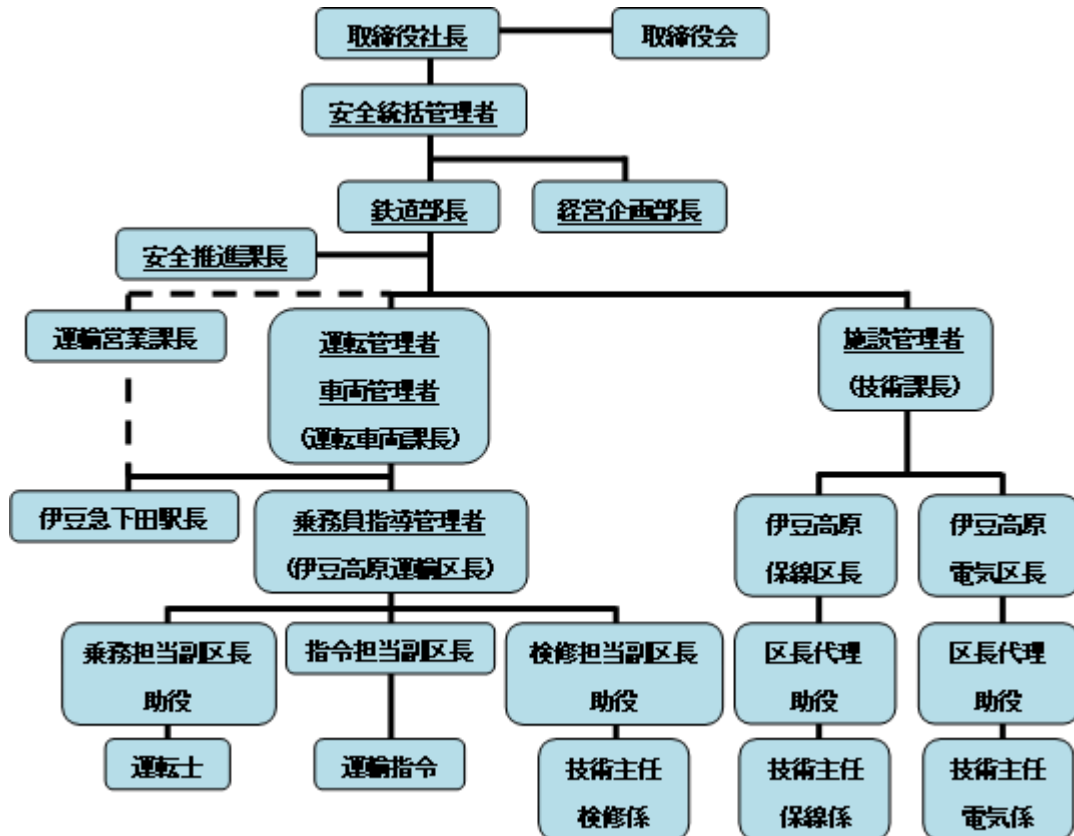 取締役社長
取締役会
安全統括管理者
鉄道部長
経営企画部長
安全推進課長
運輸営業課長
運転管理者
車両管理者
(運転車両課長)
施設管理者
(技術課長)
伊豆急下田駅長
乗務員指導管理者
(伊豆高原運輸区長)
伊豆高原
保線区長
伊豆高原
電気区長
乗務担当副区長
助役
指令担当副区長
検修担当副区長
助役
区長代理
助役
区長代理
助役
運転士
運輸指令
技術主任
検修係
技術主任
保線係
技術主任
電気係